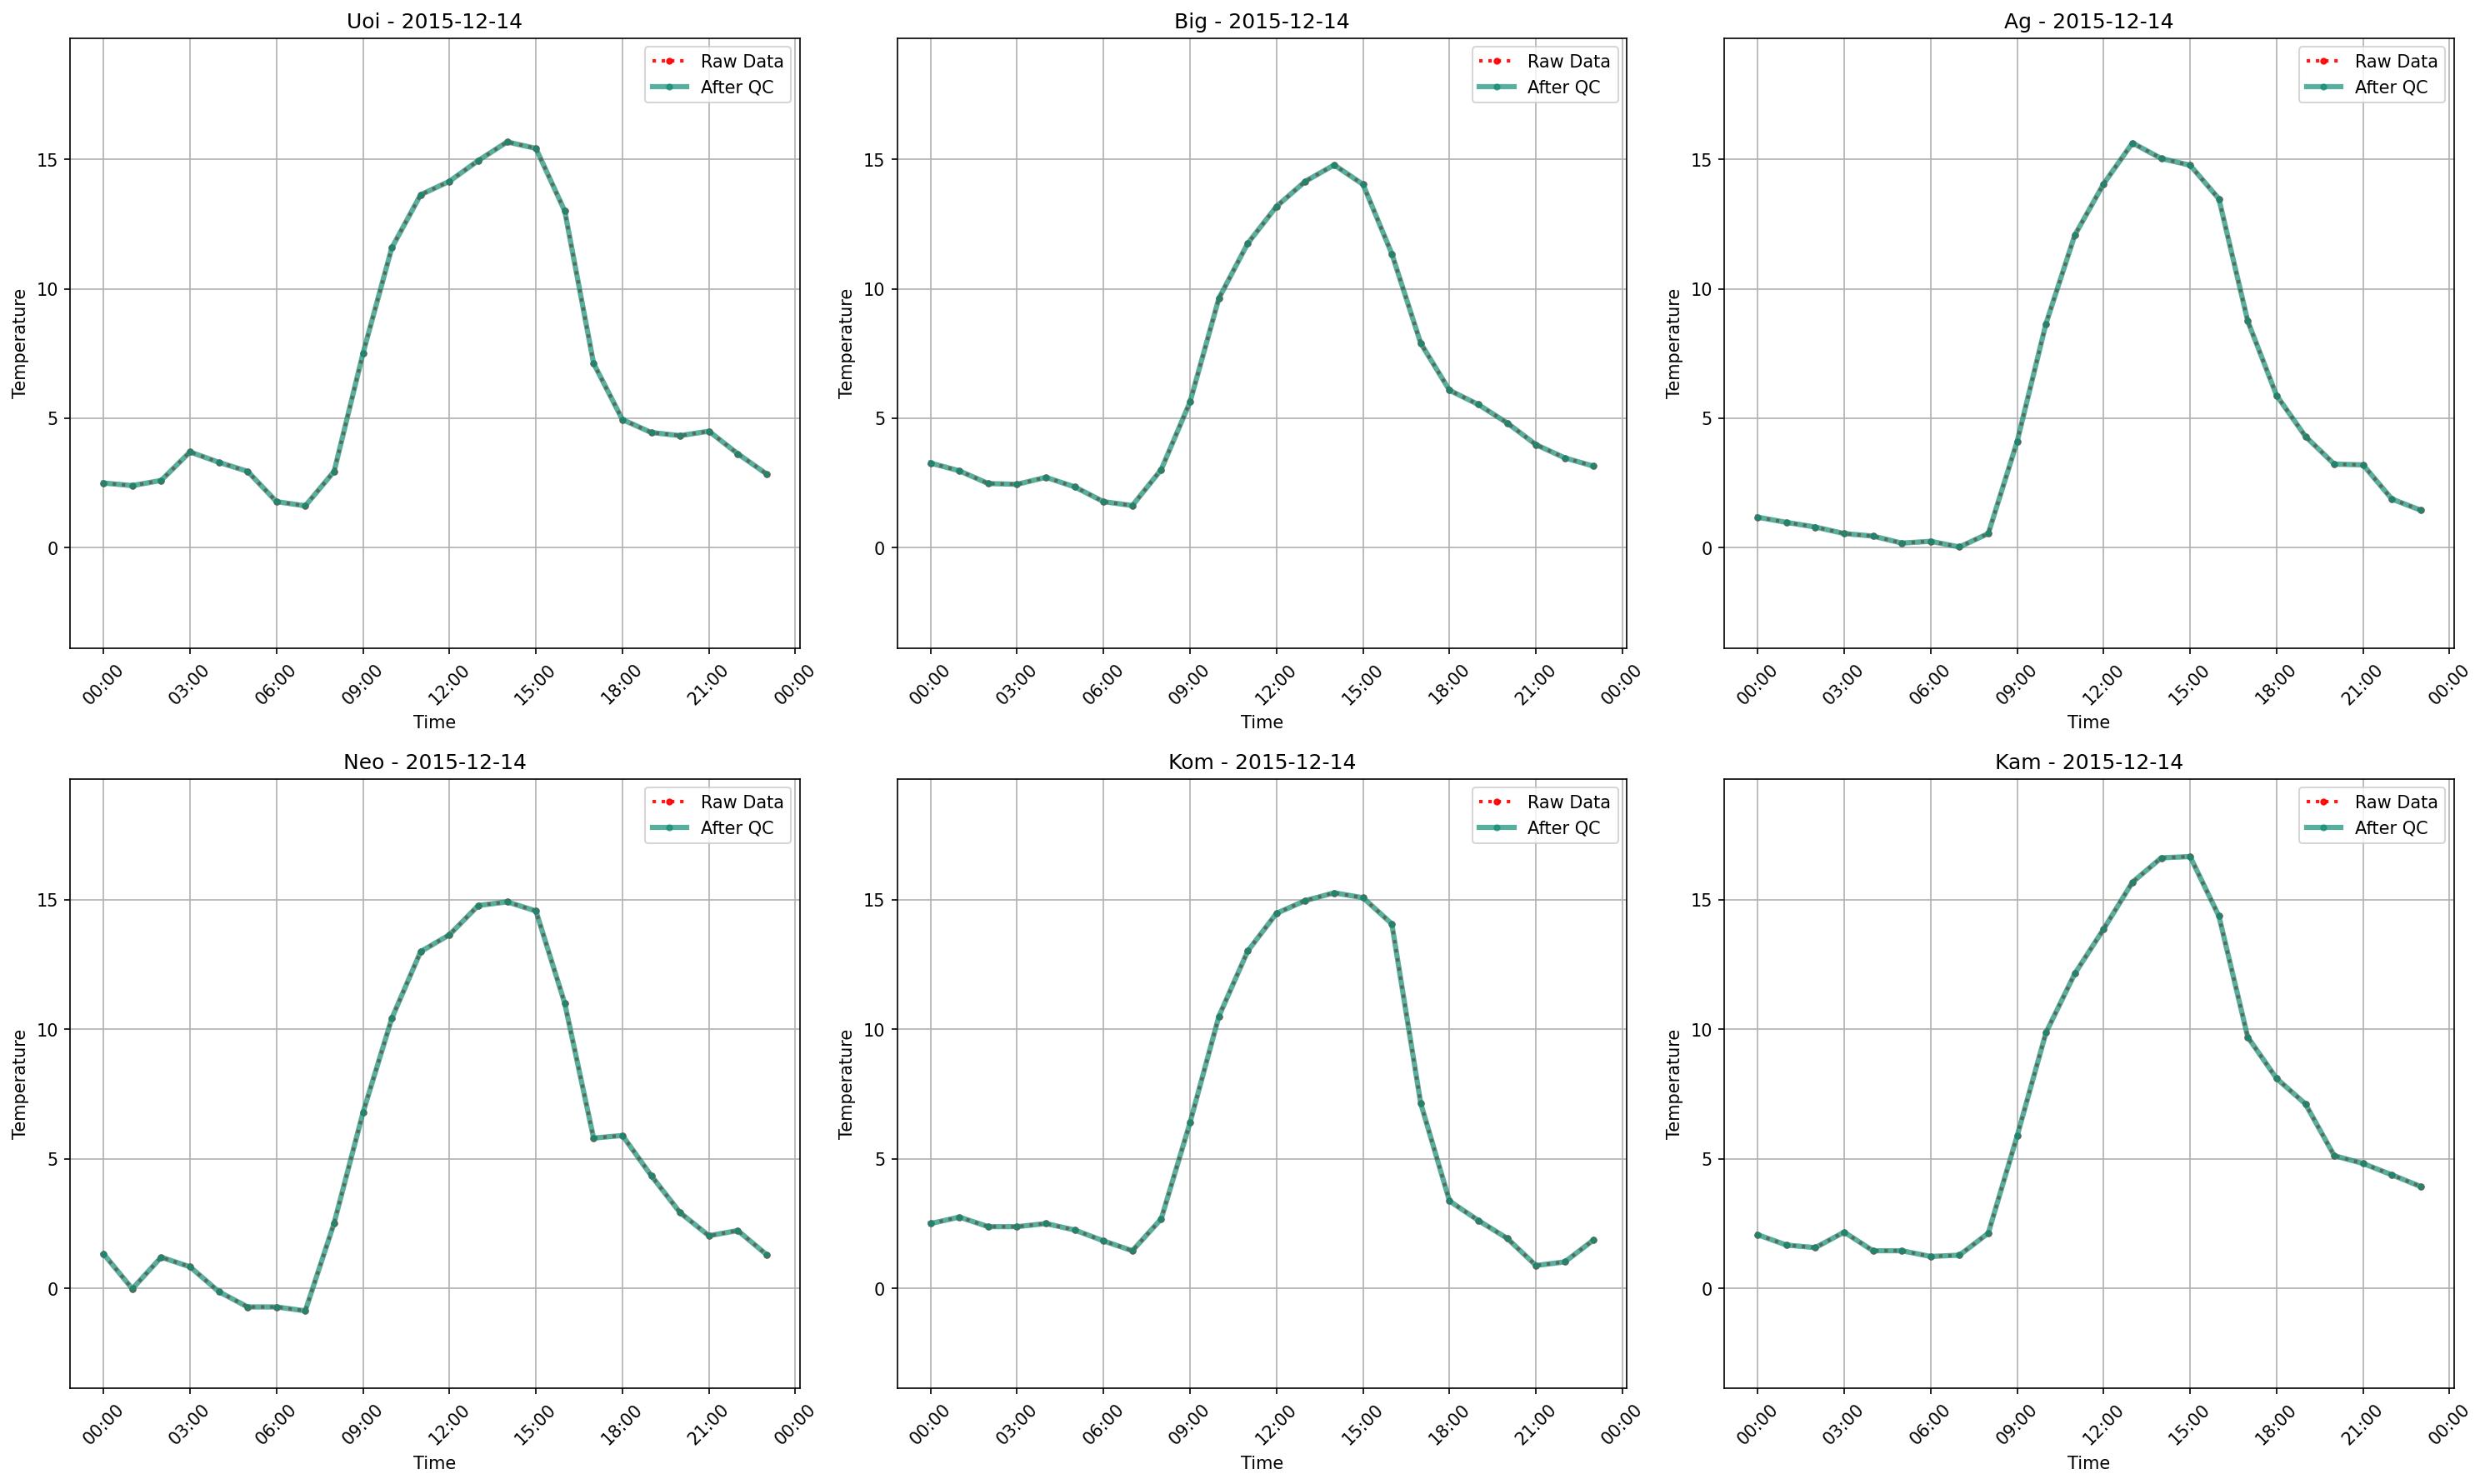 Uoi - 2015-12-14
Raw Data
After QC
Temperature
15
10
5
0
00:00
03:00
06:00
09:00
12:00
15:00
18:00
21:00
00:00
Time
Big - 2015-12-14
Raw Data
After QC
Temperature
15
10
5
0
00:00
03:00
06:00
09:00
12:00
15:00
18:00
21:00
00:00
Time
Ag - 2015-12-14
Raw Data
After QC
Temperature
15
10
5
0
00:00
03:00
06:00
09:00
12:00
15:00
18:00
21:00
00:00
Time
Neo - 2015-12-14
Raw Data
After QC
Temperature
15
10
5
0
00:00
03:00
06:00
09:00
12:00
15:00
18:00
21:00
00:00
Time
Kom - 2015-12-14
Raw Data
After QC
Temperature
15
10
5
0
00:00
03:00
06:00
09:00
12:00
15:00
18:00
21:00
00:00
Time
Kam - 2015-12-14
Raw Data
After QC
Temperature
15
10
5
0
00:00
03:00
06:00
09:00
12:00
15:00
18:00
21:00
00:00
Time